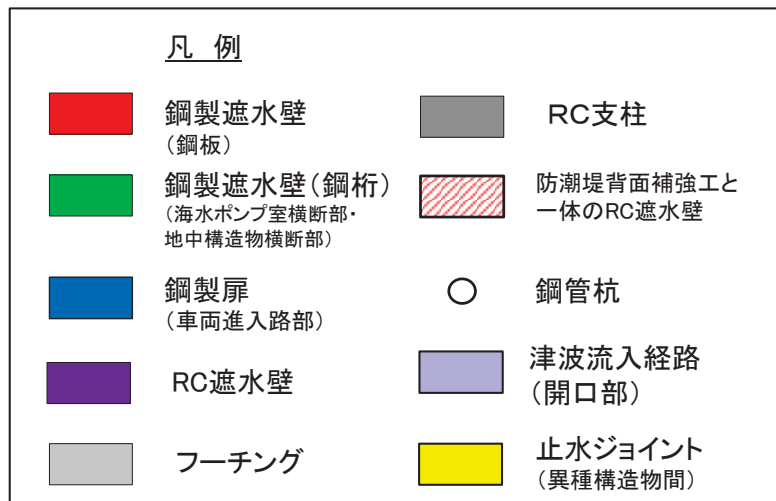 凡 例
鋼製遮水壁
(鋼板)
鋼製遮水壁(鋼桁)
(海水ポンプ室横断部・
地中構造物横断部)
鋼製扉
(車両進入路部)
RC遮水壁
フーチング
RC支柱
防潮堤背面補強工と
一体のRC遮水壁
鋼管杭
津波流入経路
(開口部)
止水ジョイント
(異種構造物間)